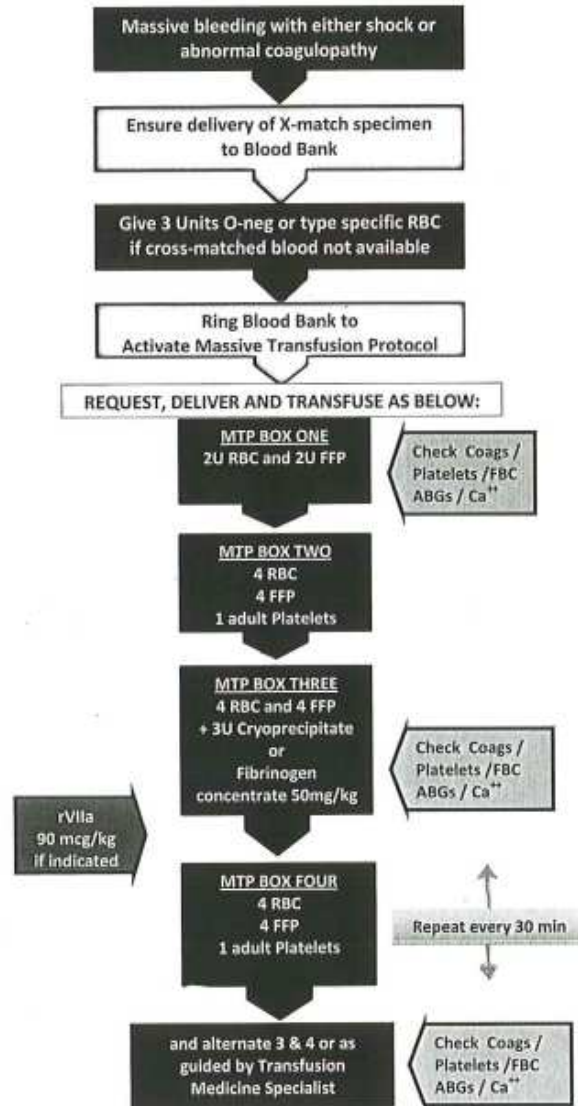 Massive bleeding with either shock or
abnormal coagulopathy
Ensure delivery of X-match specimen
to Blood Bank
Give 3 Units O-neg or type specific RBC
if cross-matched blood not available
Ring Blood Bank to
Activate Massive Transfusion Protocol
REQUEST, DELIVER AND TRANSFUSE AS BELOW:
MTP BOX ONE
2U RBC and 2U FFP
Check Coags /
Platelets /FBC
ABGs / Ca++
MTP BOX TWO
4 RBC
4 FFP
1 adult Platelets
MTP BOX THREE
4 RBC and 4 FFP
+ 3U Cryoprecipitate
or
Fibrinogen
concentrate 50mg/kg
Check Coags /
Platelets /FBC
ABGs / Ca++
rVIIa
90 mcg/kg
if indicated
MTP BOX FOUR
4 RBC
4 FFP
1 adult Platelets
Repeat every 30 min
and alternate 3 & 4 or as
guided by Transfusion
Medicine Specialist
Check Coags /
Platelets /FBC
ABGs / Ca++